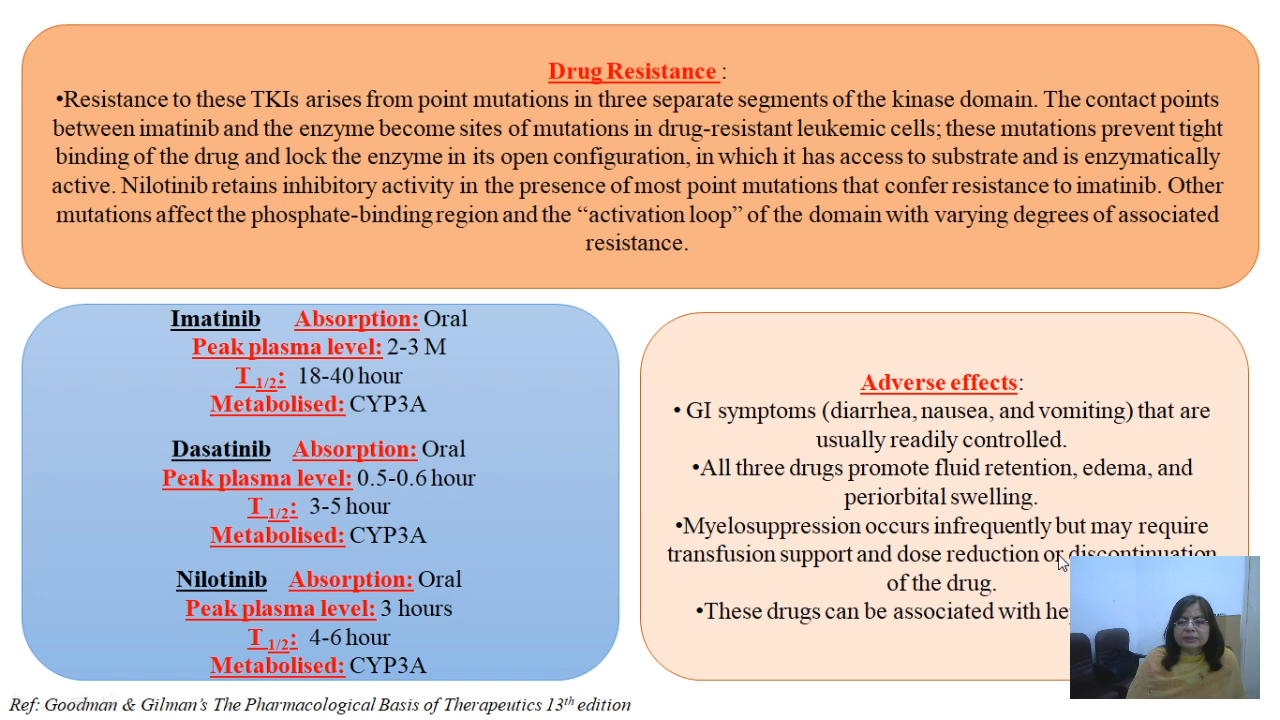 Drug Resistance :
•Resistance to these TKIs arises from point mutations in three separate segments of the kinase domain. The contact points
between imatinib and the enzyme become sites of mutations in drug-resistant leukemic cells; these mutations prevent tight
binding of the drug and lock the enzyme in its open configuration, in which it has access to substrate and is enzymatically
active. Nilotinib retains inhibitory activity in the presence of most point mutations that confer resistance to imatinib. Other
mutations affect the phosphate-binding region and the “activation loop” of the domain with varying degrees of associated
resistance.
Imatinib Absorption: Oral
Peak plasma level: 2-3 M
T 1/2: 18-40 hour
Metabolised: CYP3A
Dasatinib Absorption: Oral
Peak plasma level: 0.5-0.6 hour
T 1/2: 3-5 hour
Metabolised: CYP3A
Nilotinib Absorption: Oral
Peak plasma level: 3 hours
T 1/2: 4-6 hour
Metabolised: CYP3A
Adverse effects:
• GI symptoms (diarrhea, nausea, and vomiting) that are
usually readily controlled.
•All three drugs promote fluid retention, edema, and
periorbital swelling.
•Myelosuppression occurs infrequently but may require
transfusion support and dose reduction or discontinuation
of the drug.
•These drugs can be associated with
Ref: Goodman & Gilman’s The Pharmacological Basis of Therapeutics 13th edition